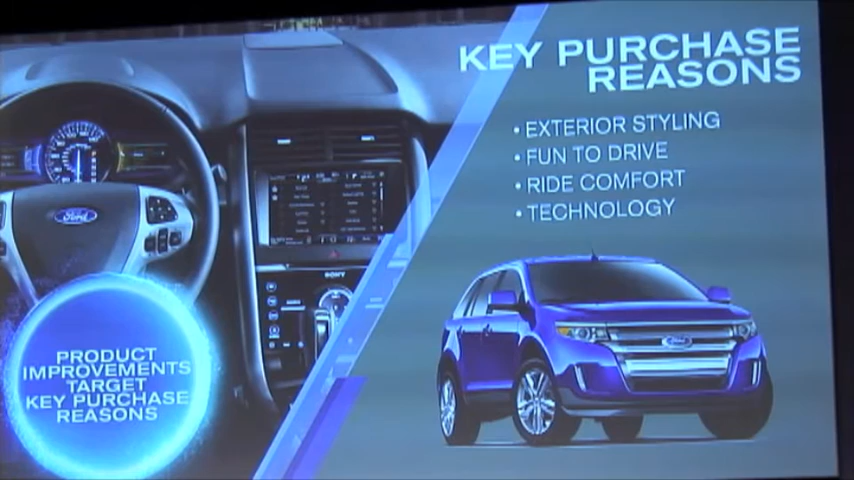 KEY PURCHASE
REASONS
• EXTERIOR STYLING
• FUN TO DRIVE
• RIDE COMFORT
• TECHNOLOGY
Ford
SONY
PRODUCT
IMPROVEMENTS
TARGET
KEY PURCHASE
REASONS
Ford